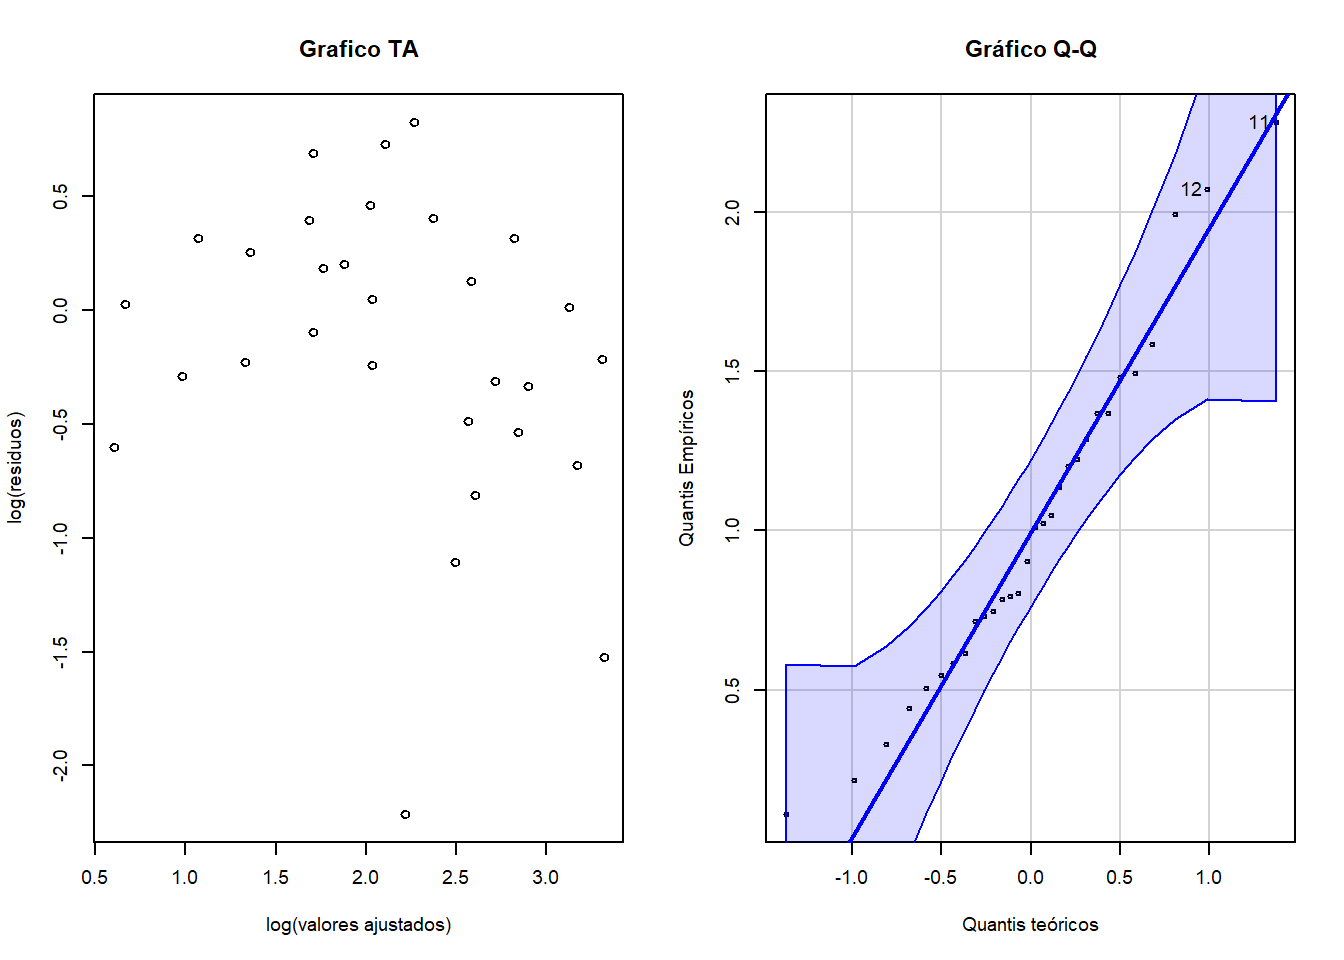 Grafico TA
0.5
0.0
-0.5
-1.0
-1.5
-2.0
log(residuos)
0.5 1.0 1.5 2.0 2.5 3.0
log(valores ajustados)
Gráfico Q-Q
11
12
2.0
1.5
1.0
0.5
Quantis Empíricos
-1.0 -0.5 0.0 0.5 1.0
Quantis teóricos